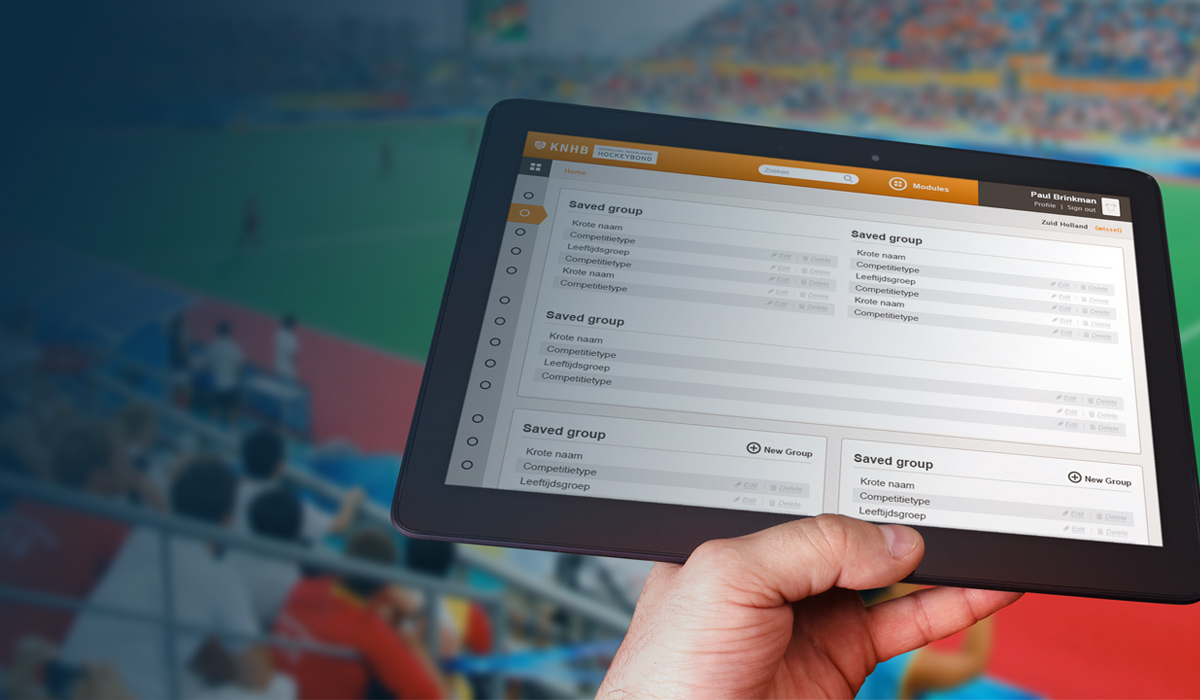 KNHB
HOCKEYBOND
Zoeken
Modules
Paul Brinkman
Profile | Sign out
Home
Zuid Holland (wissel)
Saved group
Krote naam
Competitietype
Leeftijdsgroep
Competitietype
Krote naam
Competitietype
Edit | Delete
Edit | Delete
Edit | Delete
Edit | Delete
Edit | Delete
Saved group
Krote naam
Competitietype
Leeftijdsgroep
Competitietype
Krote naam
Competitietype
Edit | Delete
Edit | Delete
Edit | Delete
Edit | Delete
Edit | Delete
Saved group
Krote naam
Competitietype
Leeftijdsgroep
Competitietype
Edit | Delete
Edit | Delete
Edit | Delete
Saved group
New Group
Krote naam
Competitietype
Leeftijdsgroep
Edit | Delete
Edit | Delete
Saved group
New Group
Krote naam
Competitietype
Leeftijdsgroep
Edit | Delete
Edit | Delete